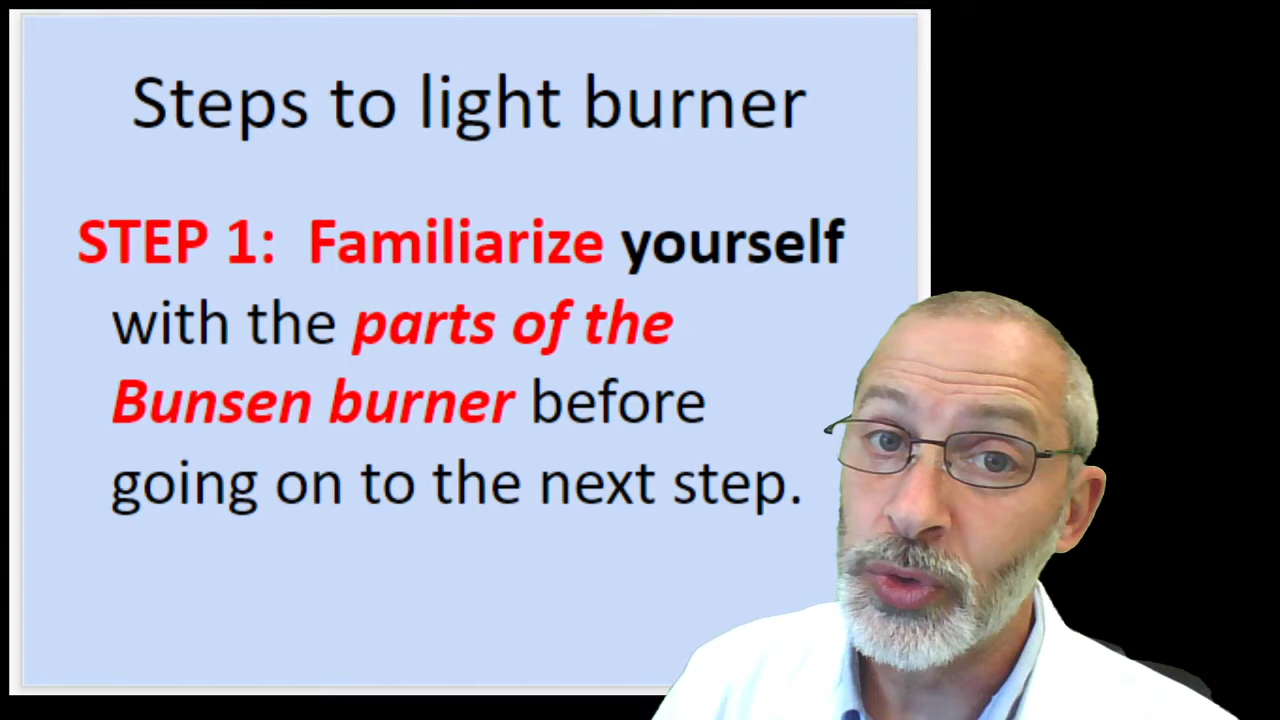 Steps to light burner
STEP 1: Familiarize yourself
with the parts of the
Bunsen burner before
going on to the next step.